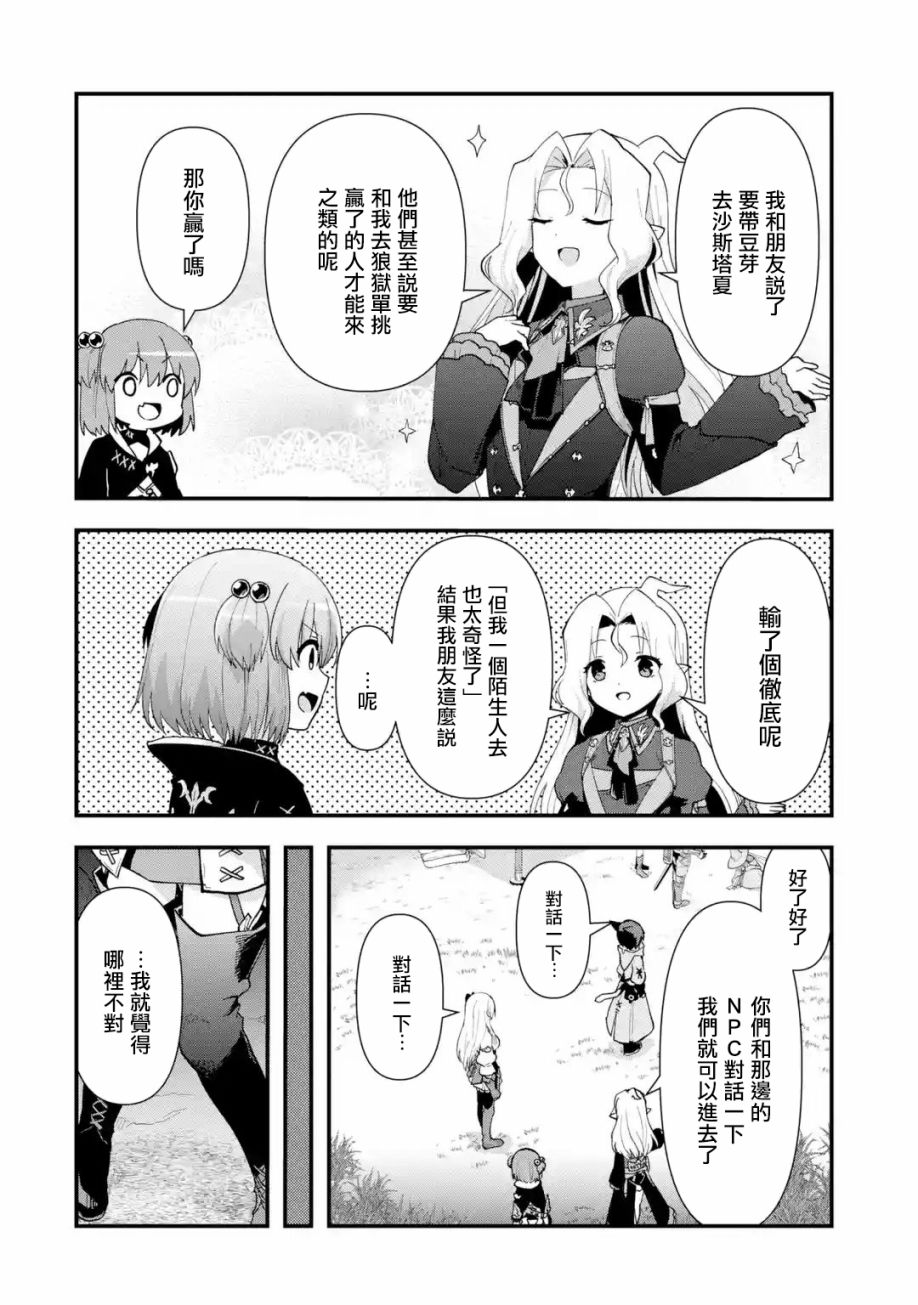 我和朋友説了
要帶豆芽
去沙斯塔夏
他們甚至説要
和我去狼獄單挑
贏了的人才能來
之類的呢
那你贏了嗎
輸了個徹底呢
「但我一個陌生人去
也太奇怪了」
結果我朋友這麼說
…呢
好了好了
你們和那邊的
NPC對話一下
我們就可以進去了
對話一下…
對話一下…
…我就覺得
哪裡不對